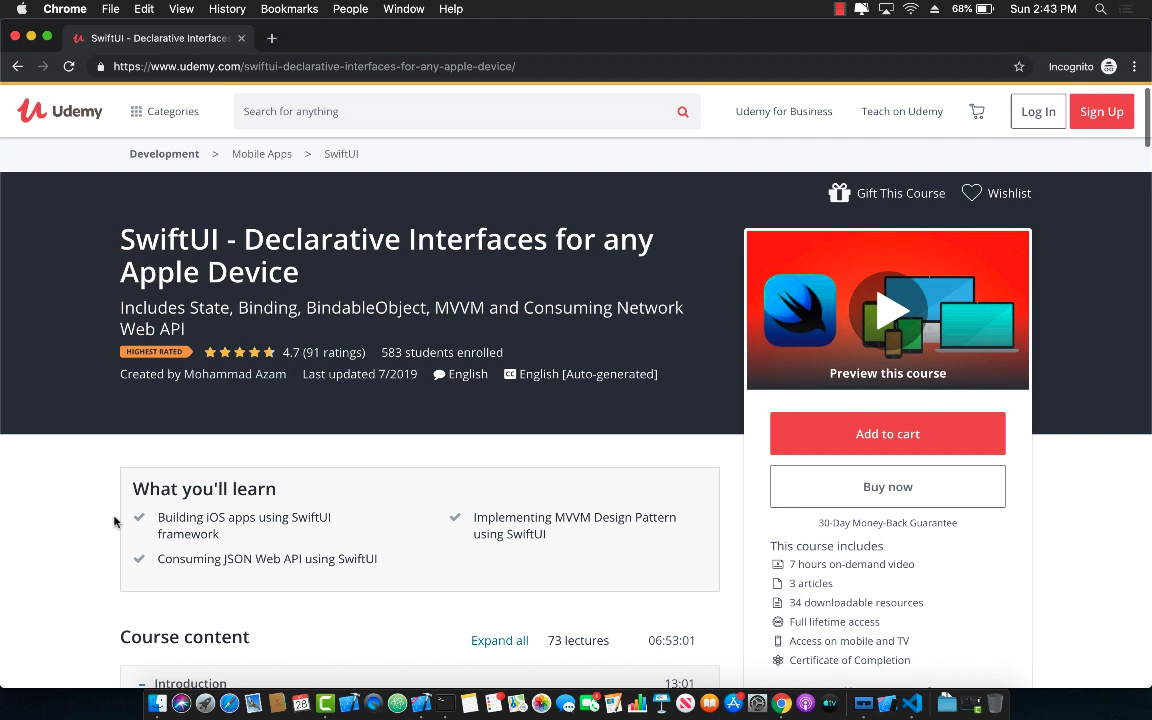 Chrome File Edit View History Bookmarks People Window Help 68% Sun 2:43 PM
SwiftUI - Declarative Interfaces
https://www.udemy.com/swiftui-declarative-interfaces-for-any-apple-device/ Incognito
Udemy Categories Search for anything Udemy for Business Teach on Udemy Log In Sign Up
Development > Mobile Apps > SwiftUI
Gift This Course Wishlist
SwiftUI - Declarative Interfaces for any
Apple Device
Includes State, Binding, BindableObject, MVVM and Consuming Network
Web API
HIGHEST RATED 4.7 (91 ratings) 583 students enrolled
Created by Mohammad Azam Last updated 7/2019 English CC English [Auto-generated]
Preview this course
Add to cart
Buy now
30-Day Money-Back Guarantee
This course includes
7 hours on-demand video
3 articles
34 downloadable resources
Full lifetime access
Access on mobile and TV
Certificate of Completion
What you'll learn
Building iOS apps using SwiftUI
framework
Implementing MVVM Design Pattern
using SwiftUI
Consuming JSON Web API using SwiftUI
Course content Expand all 73 lectures 06:53:01
– Introduction 13:01
28
tv